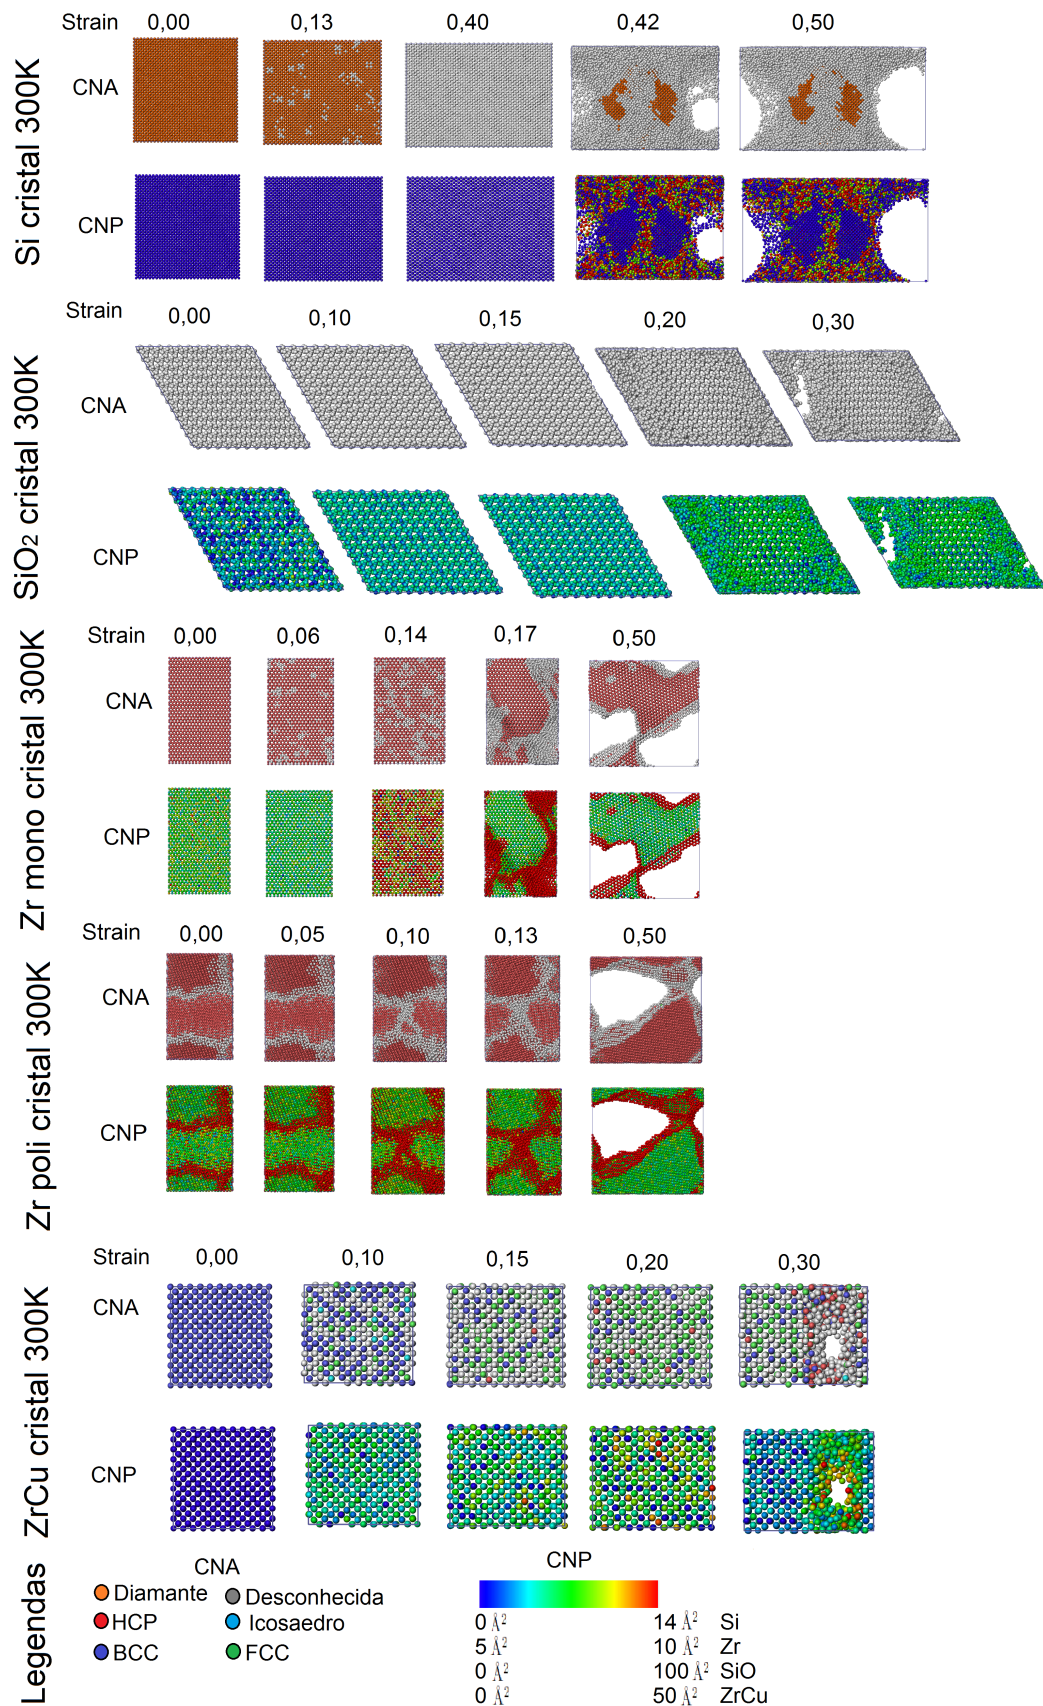 Si cristal 300K
Strain 0,00 0,13 0,40 0,42 0,50
CNA
CNP
SiO2 cristal 300K
Strain 0,00 0,10 0,15 0,20 0,30
CNA
CNP
Zr mono cristal 300K
Strain 0,00 0,06 0,14 0,17 0,50
CNA
CNP
Zr poli cristal 300K
Strain 0,00 0,05 0,10 0,13 0,50
CNA
CNP
ZrCu cristal 300K
Strain 0,00 0,10 0,15 0,20 0,30
CNA
CNP
Legendas
CNA
Diamante Desconhecida
HCP Icosaedro
BCC FCC
CNP
0 Å² 14 Å² Si
5 Å² 10 Å² Zr
0 Å² 100 Å² SiO
0 Å² 50 Å² ZrCu